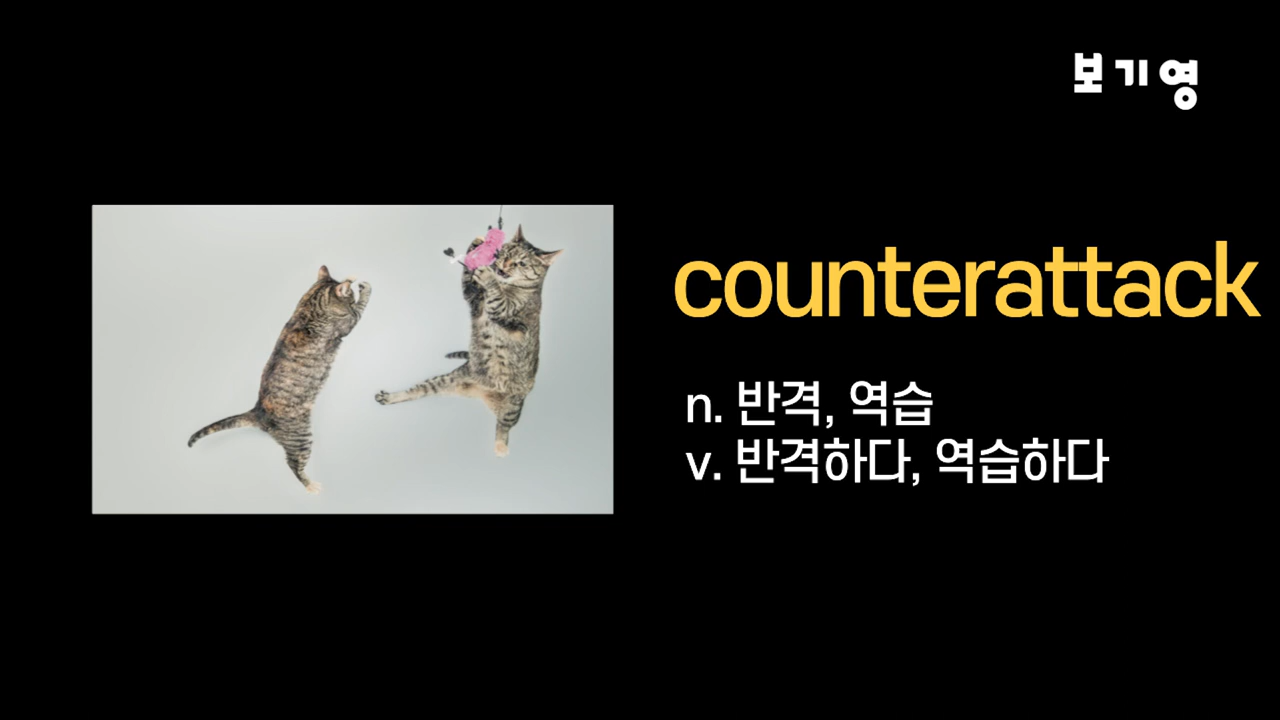 보기영
counterattack
n. 반격, 역습
v. 반격하다, 역습하다